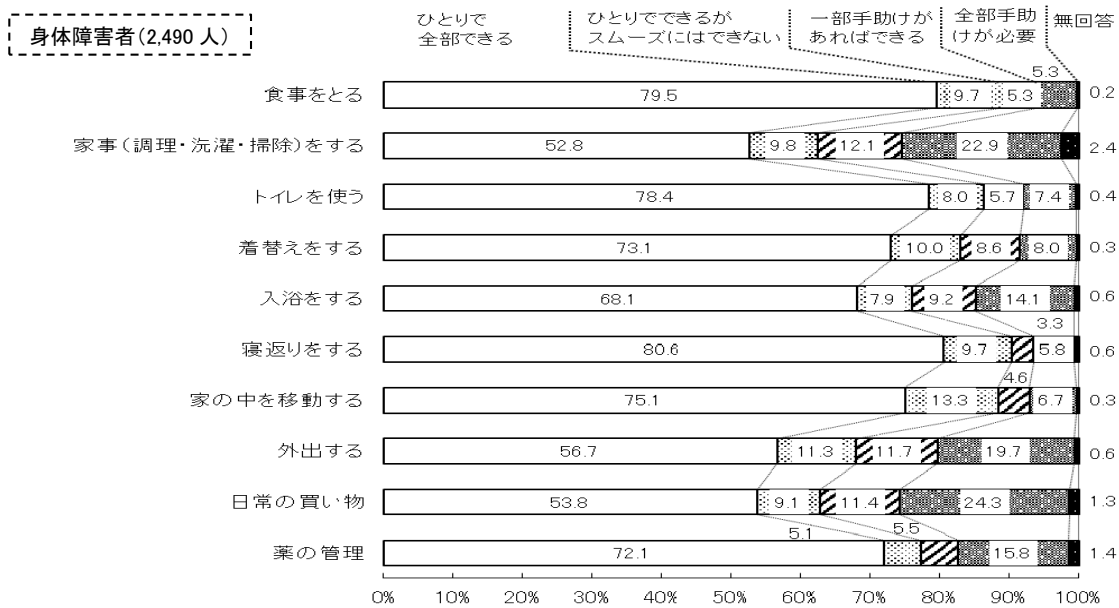 身体障害者(2,490 人)
ひとりで
全部できる
ひとりでできるが
スムーズにはできない
一部手助けが
あればできる
全部手助
けが必要
無回答
5.3
食事をとる 79.5 9.7 5.3 0.2
家事(調理・洗濯・掃除)をする 52.8 9.8 12.1 22.9 2.4
トイレを使う 78.4 8.0 5.7 7.4 0.4
着替えをする 73.1 10.0 8.6 8.0 0.3
入浴をする 68.1 7.9 9.2 14.1 0.6
3.3
寝返りをする 80.6 9.7 5.8 0.6
4.6
家の中を移動する 75.1 13.3 6.7 0.3
外出する 56.7 11.3 11.7 19.7 0.6
日常の買い物 53.8 9.1 11.4 24.3 1.3
5.1 5.5
薬の管理 72.1 15.8 1.4
0% 10% 20% 30% 40% 50% 60% 70% 80% 90% 100%